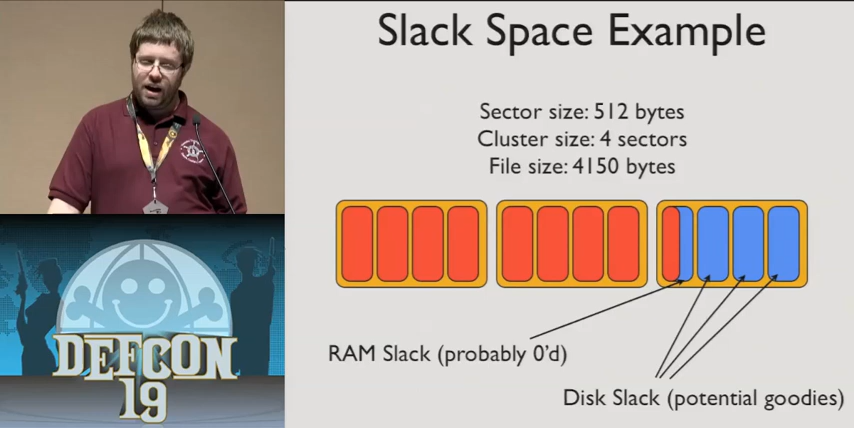 Slack Space Example
Sector size: 512 bytes
Cluster size: 4 sectors
File size: 4150 bytes
RAM Slack (probably 0'd)
Disk Slack (potential goodies)
DEFCON
19